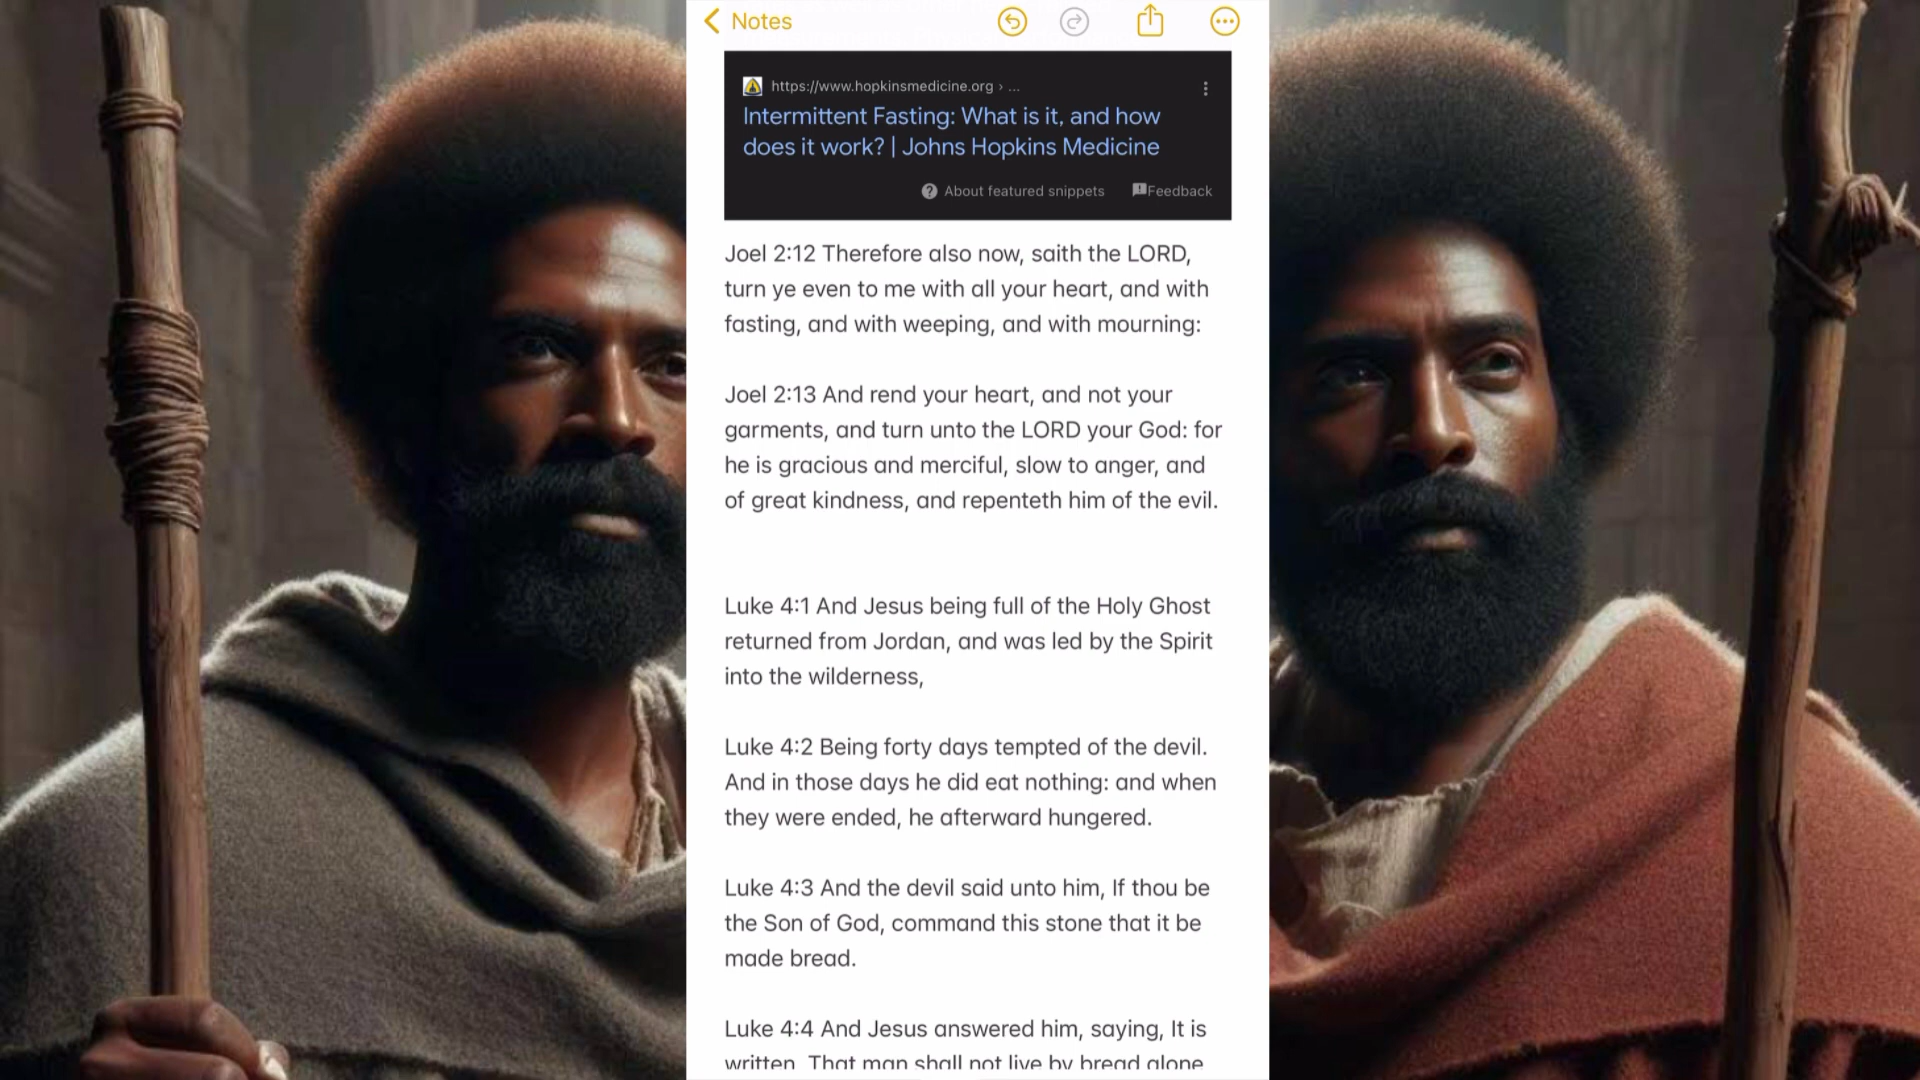 Notes
https://www.hopkinsmedicine.org › ...
Intermittent Fasting: What is it, and how
does it work? | Johns Hopkins Medicine
About featured snippets Feedback
Joel 2:12 Therefore also now, saith the LORD,
turn ye even to me with all your heart, and with
fasting, and with weeping, and with mourning:
Joel 2:13 And rend your heart, and not your
garments, and turn unto the LORD your God: for
he is gracious and merciful, slow to anger, and
of great kindness, and repenteth him of the evil.
Luke 4:1 And Jesus being full of the Holy Ghost
returned from Jordan, and was led by the Spirit
into the wilderness,
Luke 4:2 Being forty days tempted of the devil.
And in those days he did eat nothing: and when
they were ended, he afterward hungered.
Luke 4:3 And the devil said unto him, If thou be
the Son of God, command this stone that it be
made bread.
Luke 4:4 And Jesus answered him, saying, It is
written, That man shall not live by bread alone